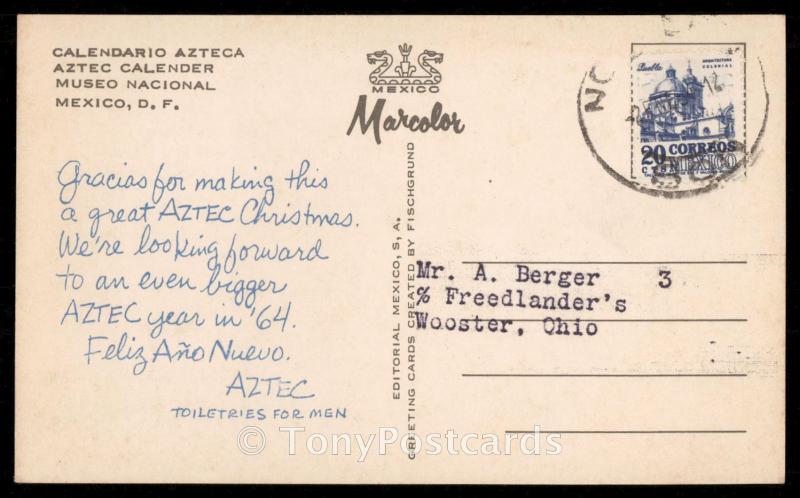 CALENDARIO AZTECA
AZTEC CALENDER
MUSEO NACIONAL
MEXICO, D. F.
MEXICO
Marcolor
Puebla
ARQUITECTURA
COLONIAL
20 CORREOS
CTS MEXICO
Gracias for making this
a great AZTEC Christmas.
We're looking forward
to an even bigger
AZTEC year in '64.
Feliz Año Nuevo.
AZTEC
TOILETRIES FOR MEN
EDITORIAL MEXICO, S. A.
GREETING CARDS CREATED BY FISCHGRUND
Mr. A. Berger 3
% Freedlander's
Wooster, Ohio
© TonyPostcards